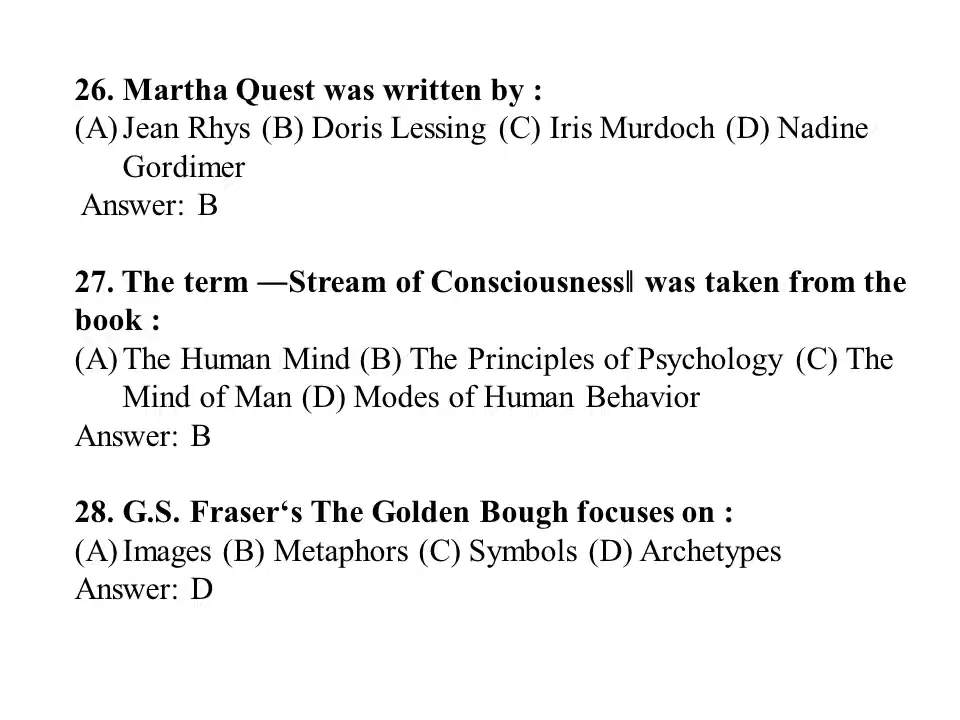 26. Martha Quest was written by :
(A) Jean Rhys (B) Doris Lessing (C) Iris Murdoch (D) Nadine
Gordimer
Answer: B
27. The term ―Stream of Consciousness‖ was taken from the
book :
(A) The Human Mind (B) The Principles of Psychology (C) The
Mind of Man (D) Modes of Human Behavior
Answer: B
28. G.S. Fraser‘s The Golden Bough focuses on :
(A) Images (B) Metaphors (C) Symbols (D) Archetypes
Answer: D